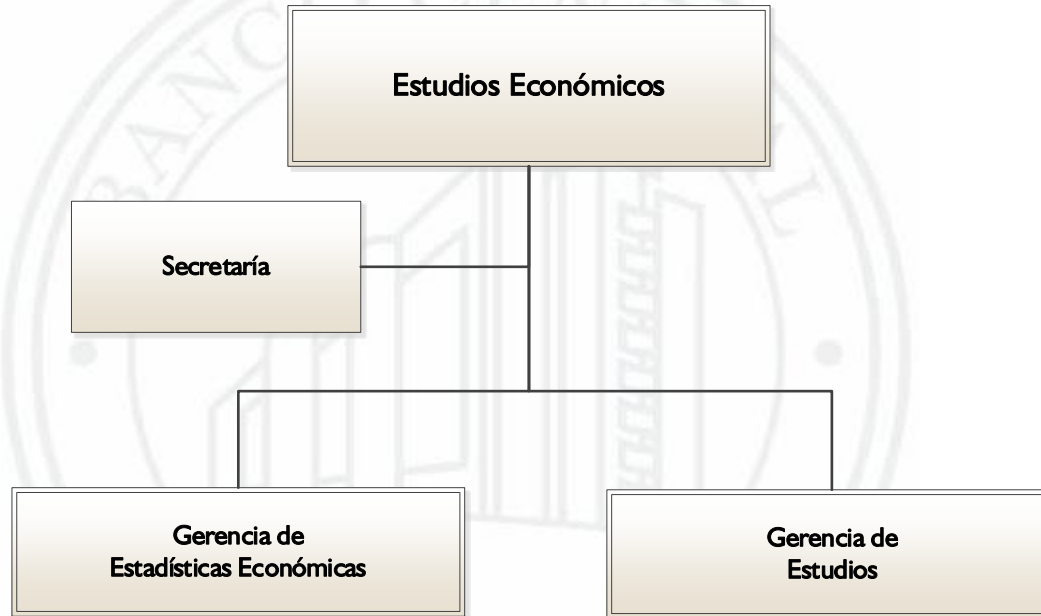 Estudios Económicos
Secretaría
Gerencia de
Estadísticas Económicas
Gerencia de
Estudios